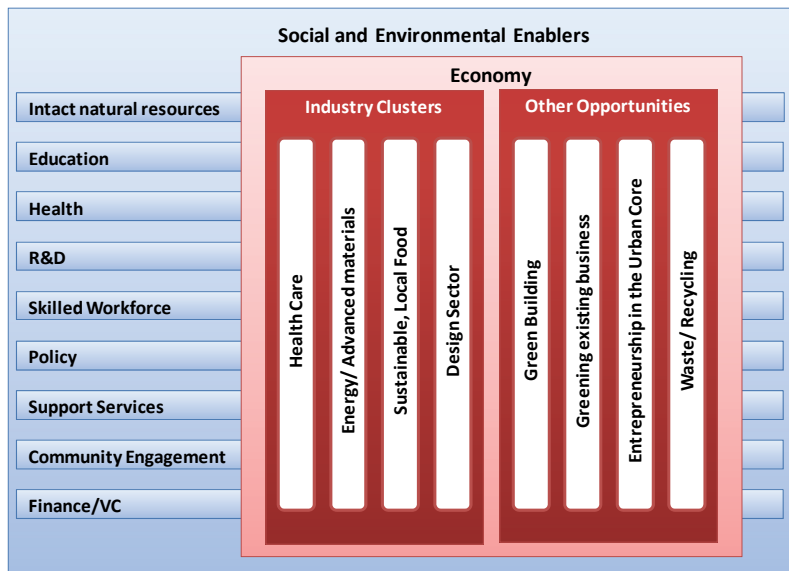 Social and Environmental Enablers
Economy
Industry Clusters
Other Opportunities
Intact natural resources
Education
Health
R&D
Skilled Workforce
Policy
Support Services
Community Engagement
Finance/VC
Health Care
Energy/ Advanced materials
Sustainable, Local Food
Design Sector
Green Building
Greening existing business
Entrepreneurship in the Urban Core
Waste/ Recycling